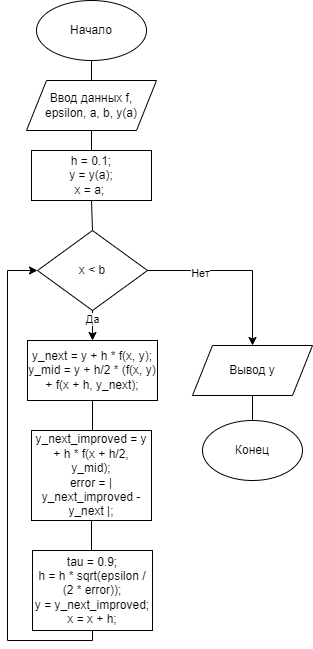 Начало
Ввод данных f,
epsilon, a, b, y(a)
h = 0.1;
y = y(a);
x = a;
x < b
Нет
Да
y_next = y + h * f(x, y);
y_mid = y + h/2 * (f(x, y)
+ f(x + h, y_next);
Вывод y
y_next_improved = y
+ h * f(x + h/2,
y_mid);
error = |
y_next_improved -
y_next |;
Конец
tau = 0.9;
h = h * sqrt(epsilon /
(2 * error));
y = y_next_improved;
x = x + h;